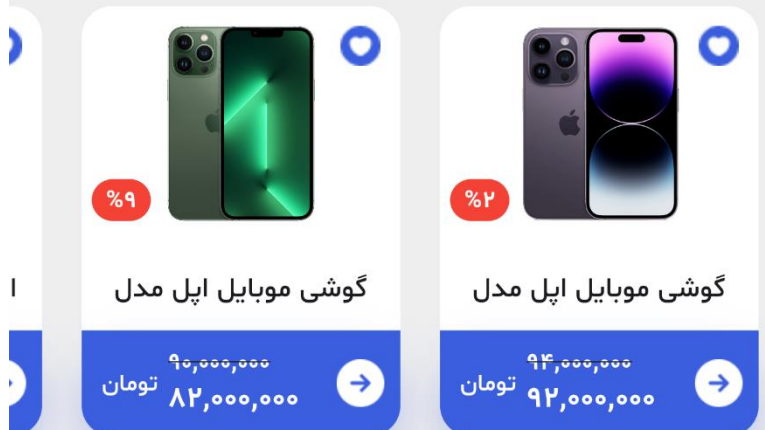 %۲
گوشی موبایل اپل مدل
۹۴,۰۰۰,۰۰۰
۹۲,۰۰۰,۰۰۰ تومان
%۹
گوشی موبایل اپل مدل
۹۰,۰۰۰,۰۰۰
۸۲,۰۰۰,۰۰۰ تومان